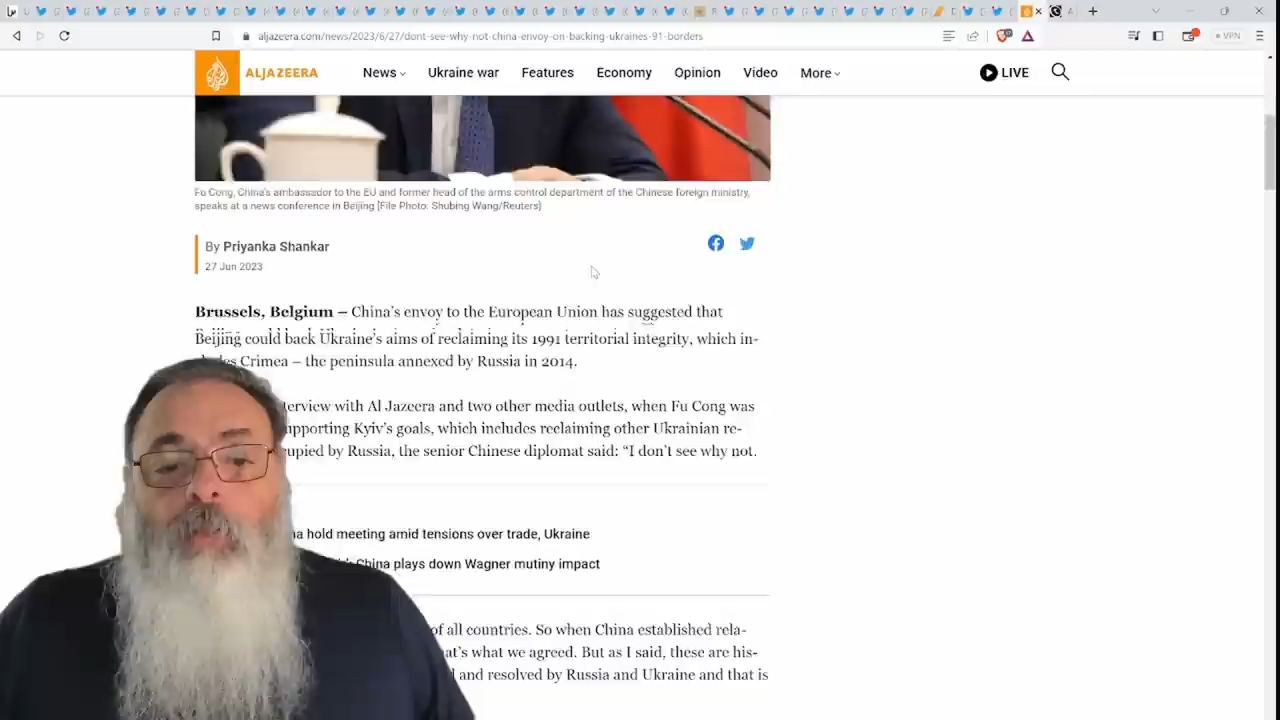 aljazeera.com/news/2023/6/27/dont-see-why-not-china-envoy-on-backing-ukraines-91-borders
VPN
ALJAZEERA News Ukraine war Features Economy Opinion Video More LIVE
Fu Cong, China's ambassador to the EU and former head of the arms control department of the Chinese foreign ministry,
speaks at a news conference in Beijing [File Photo: Shubing Wang/Reuters]
By Priyanka Shankar
27 Jun 2023
Brussels, Belgium – China's envoy to the European Union has suggested that
Beijing could back Ukraine's aims of reclaiming its 1991 territorial integrity, which in-
es Crimea – the peninsula annexed by Russia in 2014.
terview with Al Jazeera and two other media outlets, when Fu Cong was
upporting Kyiv's goals, which includes reclaiming other Ukrainian re-
cupied by Russia, the senior Chinese diplomat said: “I don't see why not.
na hold meeting amid tensions over trade, Ukraine
China plays down Wagner mutiny impact
of all countries. So when China established rela-
at's what we agreed. But as I said, these are his-
l and resolved by Russia and Ukraine and that is